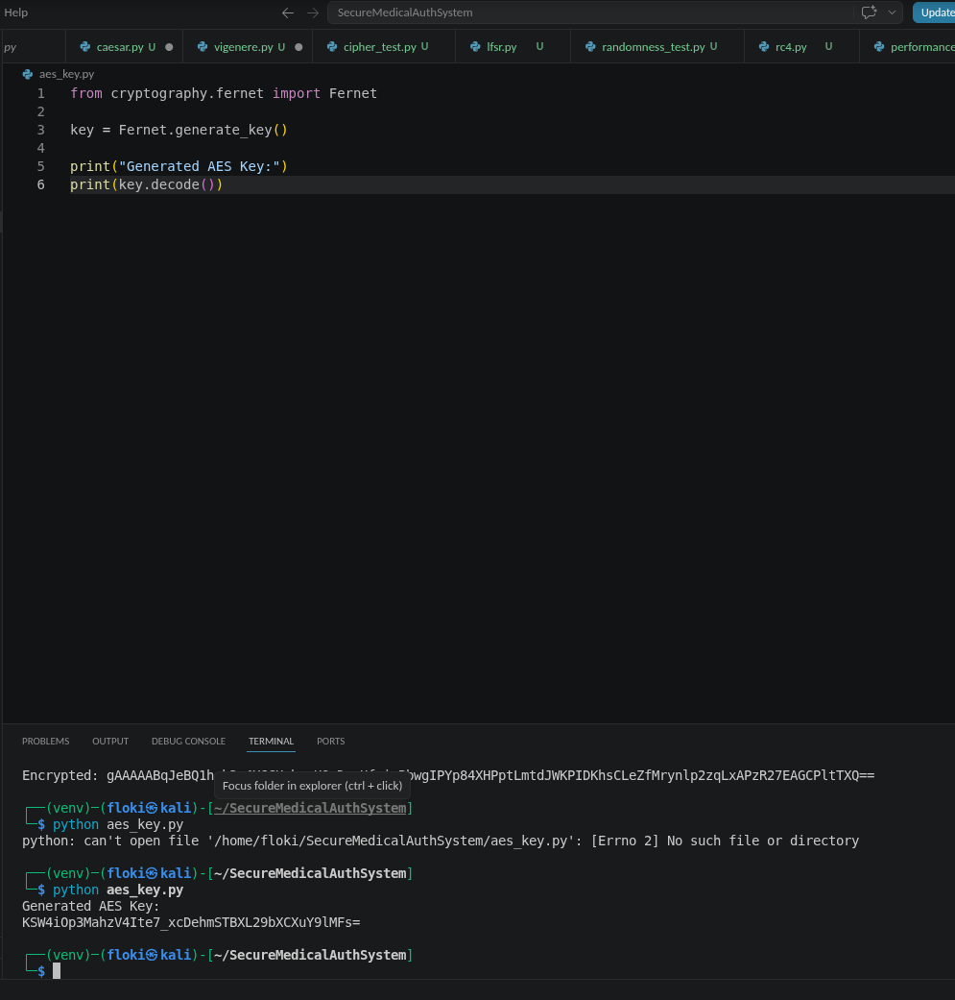 Help
SecureMedicalAuthSystem
Update
py
caesar.py U
vigenere.py U
cipher_test.py U
lfsr.py U
randomness_test.py U
rc4.py U
performance
aes_key.py
1 from cryptography.fernet import Fernet
2
3 key = Fernet.generate_key()
4
5 print("Generated AES Key:")
6 print(key.decode())
PROBLEMS OUTPUT DEBUG CONSOLE TERMINAL PORTS
Encrypted:
Focus folder in explorer (ctrl + click)
┌──(venv)─(floki㉿kali)-[~/SecureMedicalAuthSystem]
└─$ python aes_key.py
python: can't open file '/home/floki/SecureMedicalAuthSystem/aes_key.py': [Errno 2] No such file or directory
┌──(venv)─(floki㉿kali)-[~/SecureMedicalAuthSystem]
└─$ python aes_key.py
Generated AES Key:
KSW4iOp3MahzV4Ite7_xcDehmSTBXL29bXCXuY9lMFs=
┌──(venv)─(floki㉿kali)-[~/SecureMedicalAuthSystem]
└─$